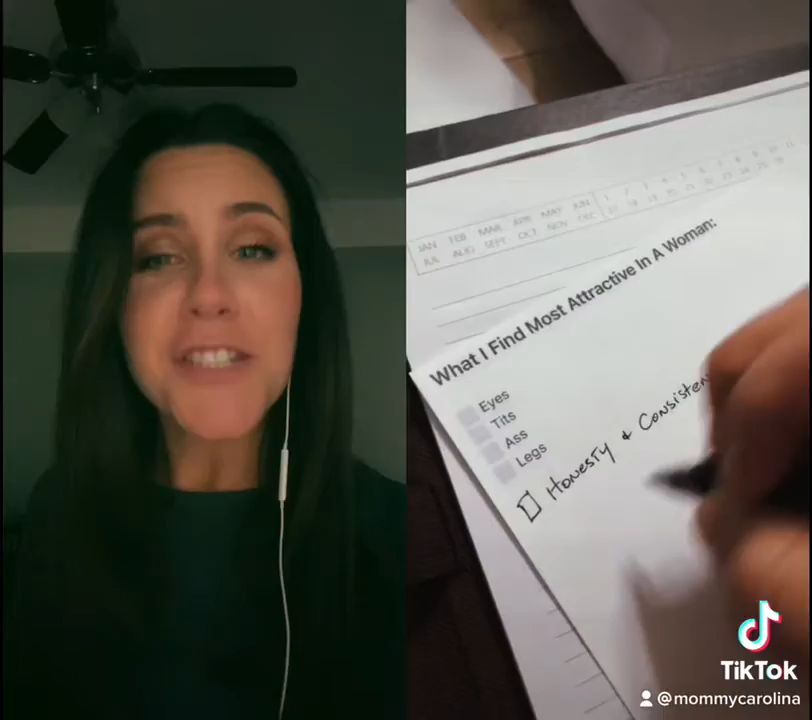 JAN FEB MAR APR MAY JUN
JUL AUG SEPT OCT NOV DEC
What I Find Most Attractive In A Woman:
Eyes
Tits
Ass
Legs
Honesty & Consisten
TikTok
@mommycarolina